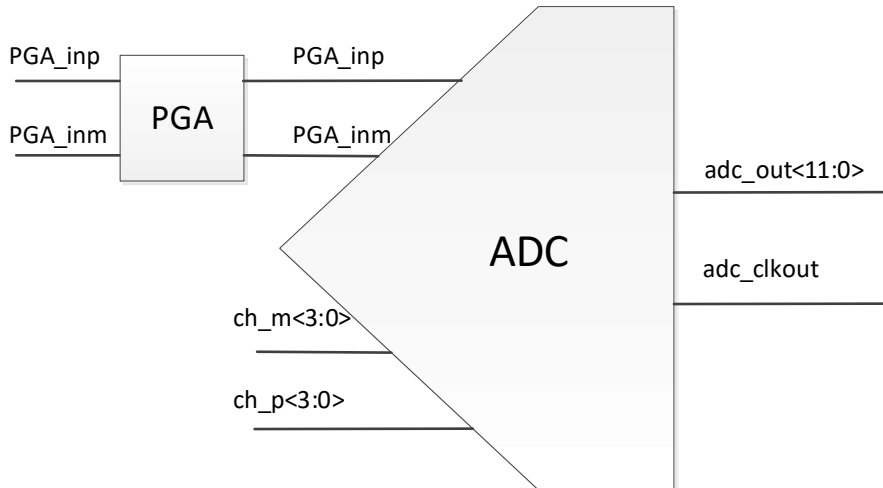 PGA_inp
PGA_inp
PGA
PGA_inm
PGA_inm
adc_out<11:0>
ADC
adc_clkout
ch_m<3:0>
ch_p<3:0>